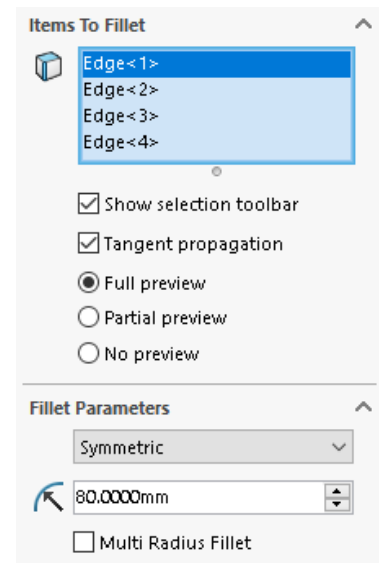 Items To Fillet
Edge<1>
Edge<2>
Edge<3>
Edge<4>
Show selection toolbar
Tangent propagation
Full preview
Partial preview
No preview
Fillet Parameters
Symmetric
80.0000mm
Multi Radius Fillet